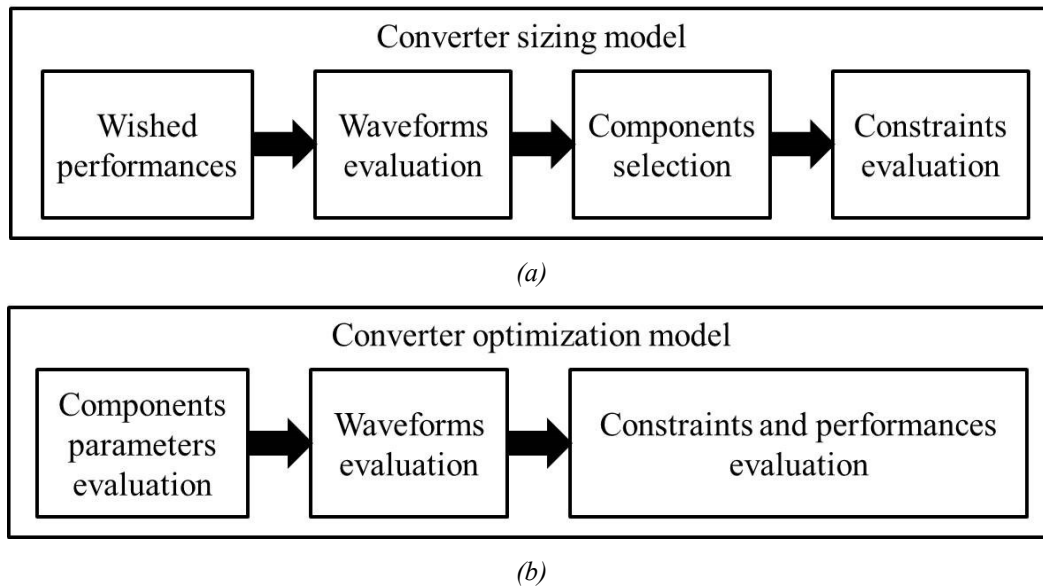 Converter sizing model
Wished
performances
Waveforms
evaluation
Components
selection
Constraints
evaluation
(a)
Converter optimization model
Components
parameters
evaluation
Waveforms
evaluation
Constraints and performances
evaluation
(b)